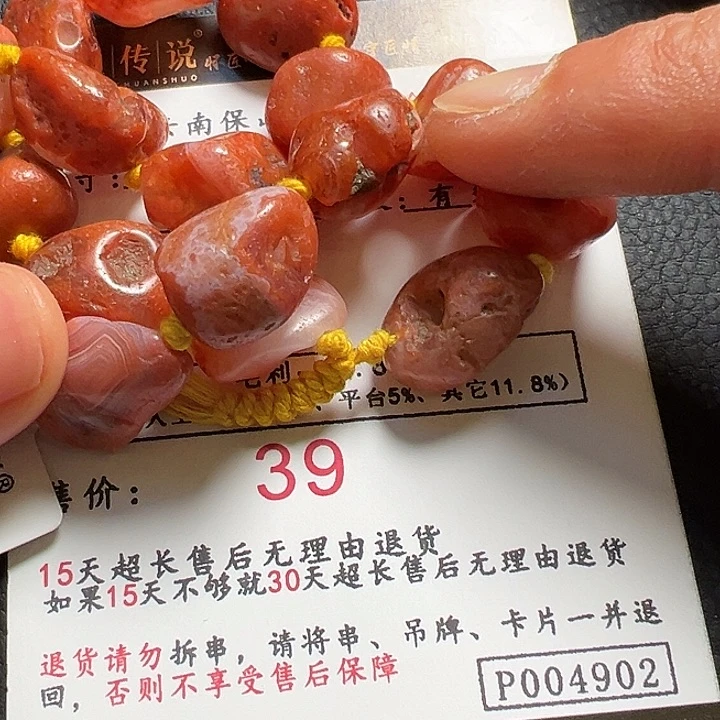 传说®
HUANSHUO
云南保
寸:
:有
毛利
平台5%、其它11.8%)
售价:
39
15天超长售后无理由退货
如果15天不够就30天超长售后无理由退货
退货请勿拆串，请将串、吊牌、卡片一并退
回，否则不享受售后保障
P004902